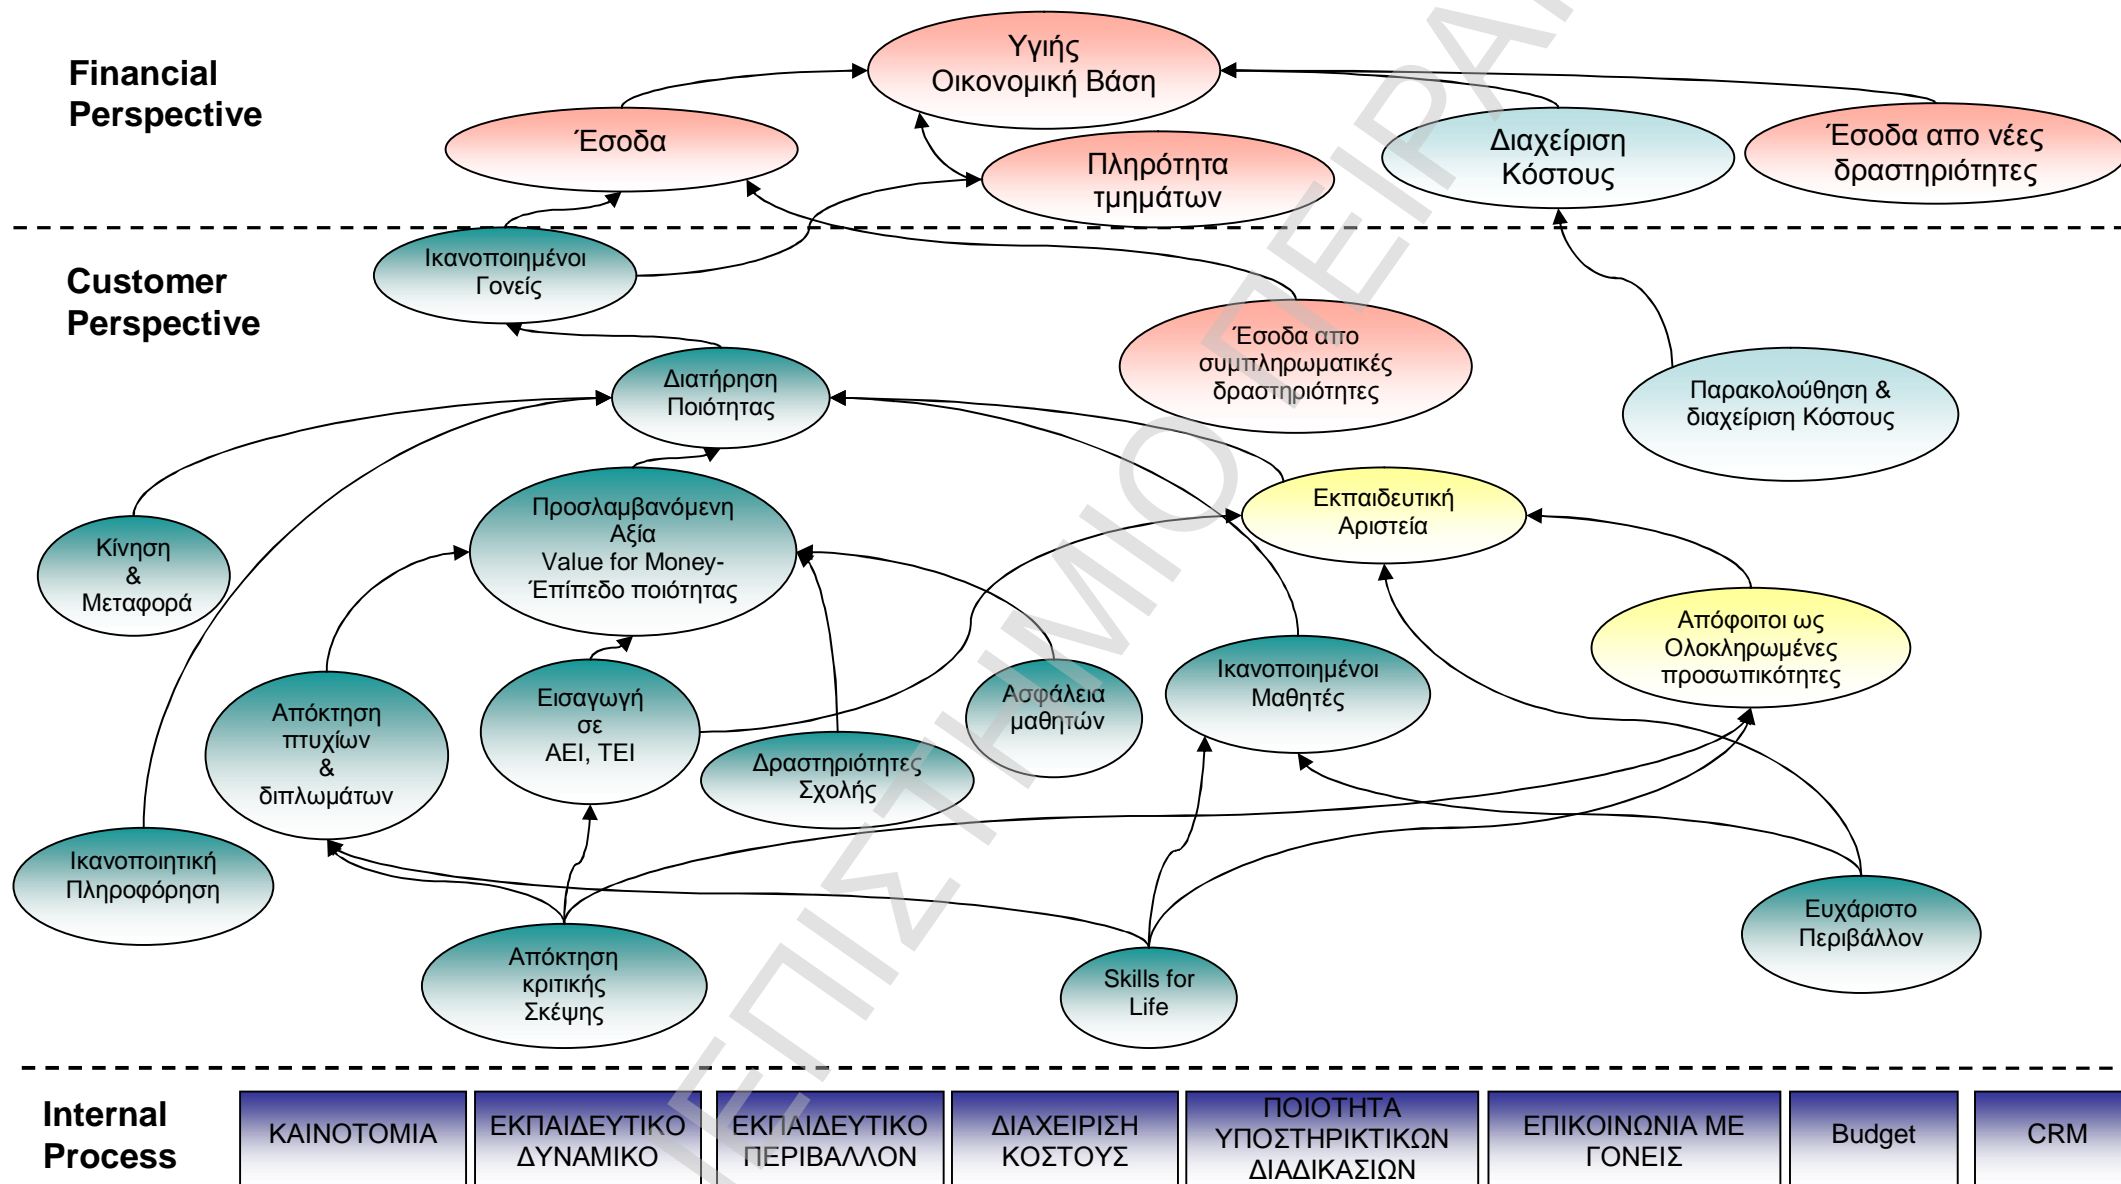 Financial
Perspective
Υγιής
Οικονομική Βάση
Έσοδα
Πληρότητα
τμημάτων
Διαχείριση
Κόστους
Έσοδα απο νέες
δραστηριότητες
Customer
Perspective
Ικανοποιημένοι
Γονείς
Έσοδα απο
συμπληρωματικές
δραστηριότητες
Διατήρηση
Ποιότητας
Παρακολούθηση &
διαχείριση Κόστους
Προσλαμβανόμενη
Αξία
Value for Money-
Έπίπεδο ποιότητας
Εκπαιδευτική
Αριστεία
Κίνηση
&
Μεταφορά
Απόφοιτοι ως
Ολοκληρωμένες
προσωπικότητες
Απόκτηση
πτυχίων
&
διπλωμάτων
Εισαγωγή
σε
ΑΕΙ, ΤΕΙ
Ασφάλεια
μαθητών
Ικανοποιημένοι
Μαθητές
Δραστηριότητες
Σχολής
Ικανοποιητική
Πληροφόρηση
Απόκτηση
κριτικής
Σκέψης
Skills for
Life
Ευχάριστο
Περιβάλλον
Internal
Process
ΚΑΙΝΟΤΟΜΙΑ
ΕΚΠΑΙΔΕΥΤΙΚΟ
ΔΥΝΑΜΙΚΟ
ΕΚΠΑΙΔΕΥΤΙΚΟ
ΠΕΡΙΒΑΛΛΟΝ
ΔΙΑΧΕΙΡΙΣΗ
ΚΟΣΤΟΥΣ
ΠΟΙΟΤΗΤΑ
ΥΠΟΣΤΗΡΙΚΤΙΚΩΝ
ΔΙΑΔΙΚΑΣΙΩΝ
ΕΠΙΚΟΙΝΩΝΙΑ ΜΕ
ΓΟΝΕΙΣ
Budget
CRM